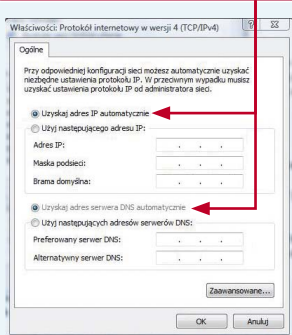 Właściwości: Protokół internetowy w wersji 4 (TCP/IPv4)
Ogólne
Przy odpowiedniej konfiguracji sieci możesz automatycznie uzyskać
niezbędne ustawienia protokołu IP. W przeciwnym wypadku musisz
uzyskać ustawienia protokołu IP od administratora sieci.
Uzyskaj adres IP automatycznie
Użyj następującego adresu IP:
Adres IP:
Maska podsieci:
Brama domyślna:
Uzyskaj adres serwera DNS automatycznie
Użyj następujących adresów serwerów DNS:
Preferowany serwer DNS:
Alternatywny serwer DNS:
Zaawansowane...
OK
Anuluj